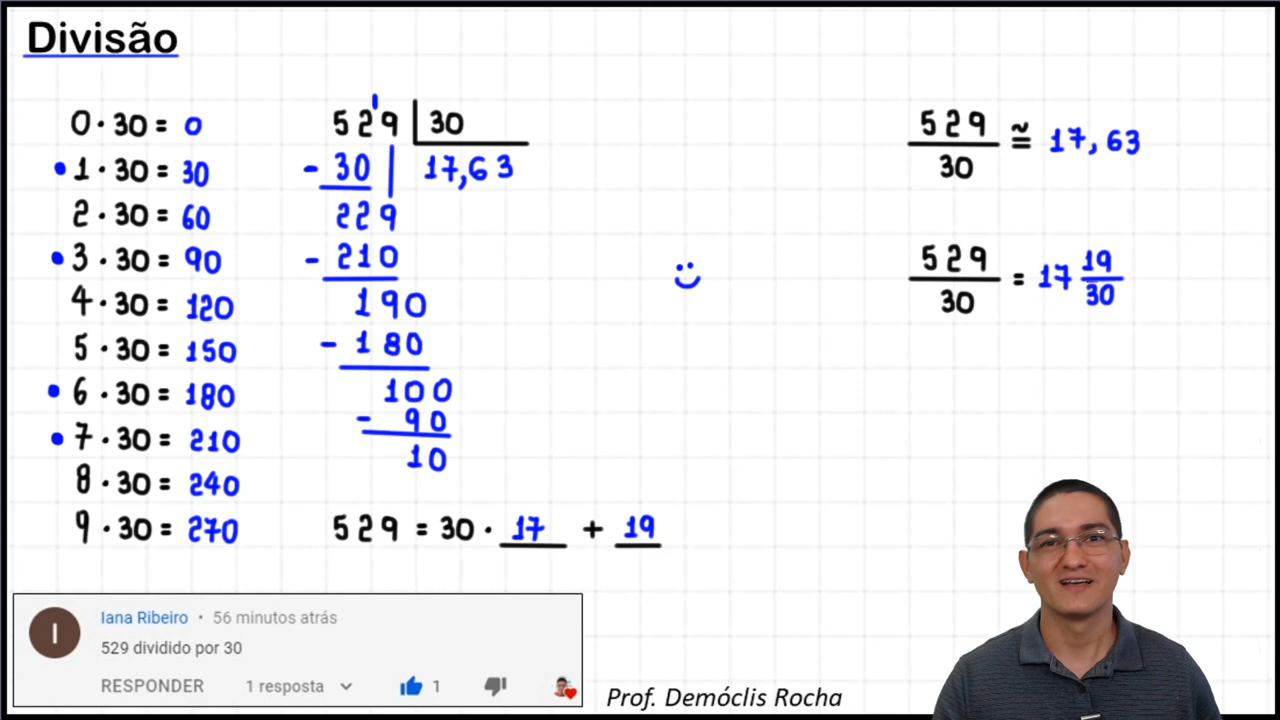 Divisão
0 · 30 = 0
1 · 30 = 30
2 · 30 = 60
3 · 30 = 90
4 · 30 = 120
5 · 30 = 150
6 · 30 = 180
7 · 30 = 210
8 · 30 = 240
9 · 30 = 270
529 | 30
- 30 | 17,63
229
- 210
190
- 180
100
- 90
10
529 = 30 · 17 + 19
529
30
≅ 17,63
529
30
= 17 19
30
Iana Ribeiro • 56 minutos atrás
529 dividido por 30
RESPONDER 1 resposta 1
I
Prof. Demóclis Rocha